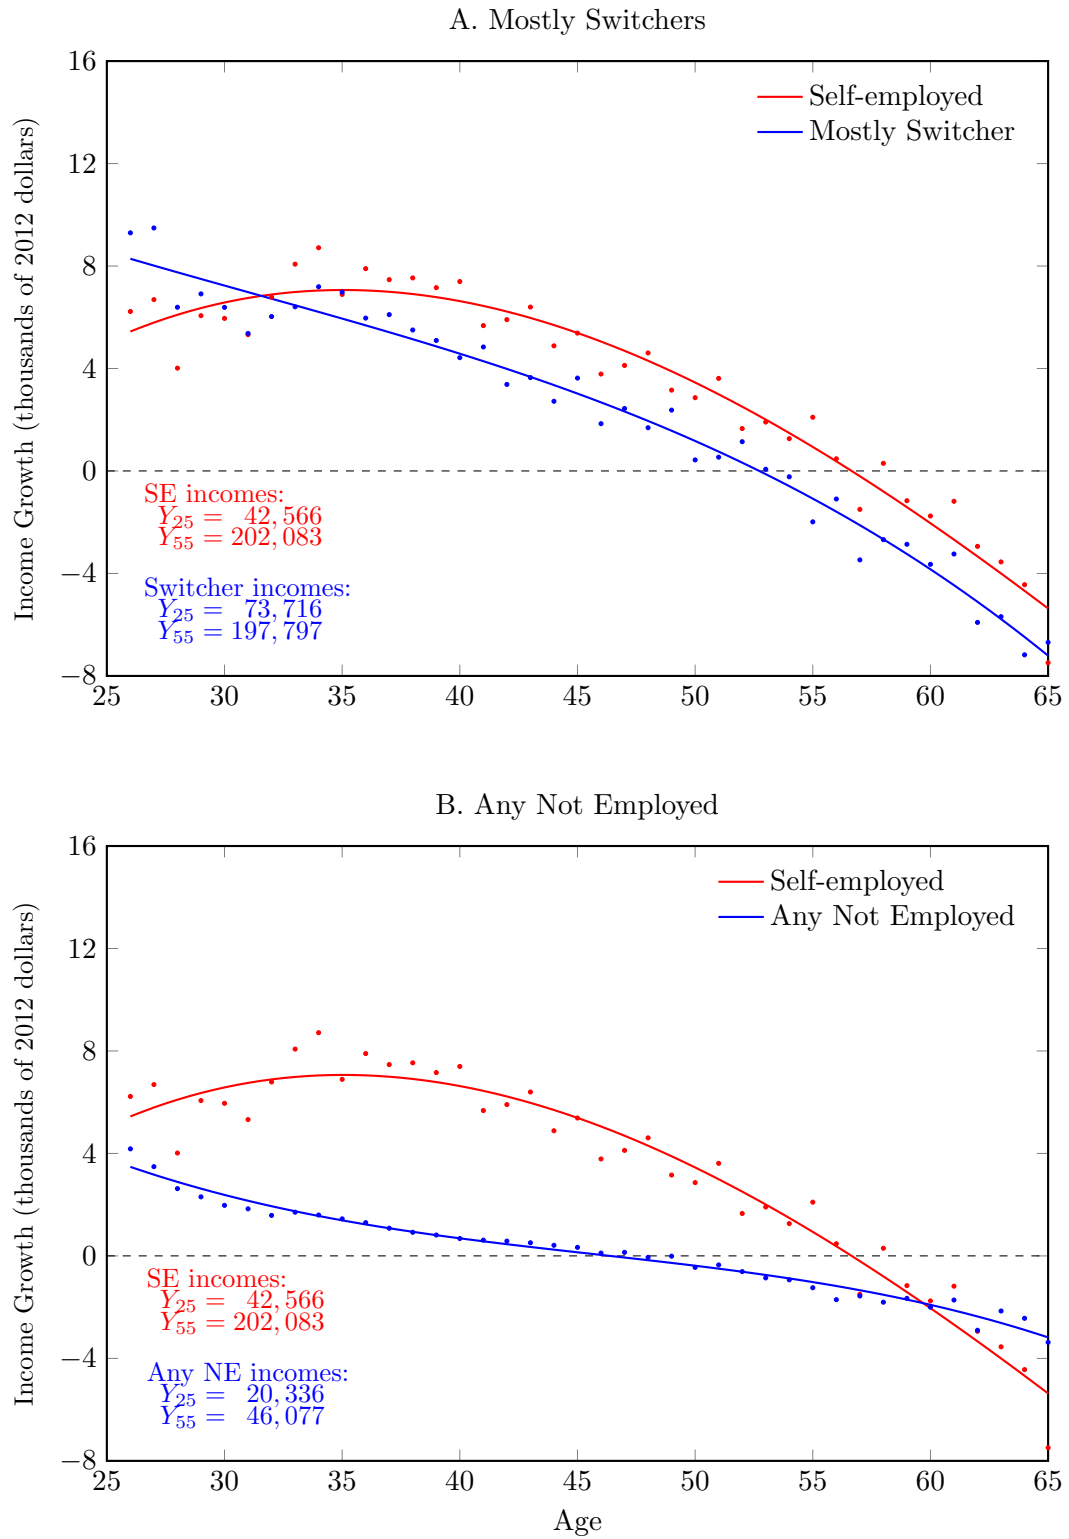 A. Mostly Switchers
16
12
8
4
0
−4
−8
Income Growth (thousands of 2012 dollars)
Self-employed
Mostly Switcher
SE incomes:
Y25 = 42, 566
Y55 = 202, 083
Switcher incomes:
Y25 = 73, 716
Y55 = 197, 797
25 30 35 40 45 50 55 60 65
B. Any Not Employed
16
12
8
4
0
−4
−8
Income Growth (thousands of 2012 dollars)
Self-employed
Any Not Employed
SE incomes:
Y25 = 42, 566
Y55 = 202, 083
Any NE incomes:
Y25 = 20, 336
Y55 = 46, 077
25 30 35 40 45 50 55 60 65
Age